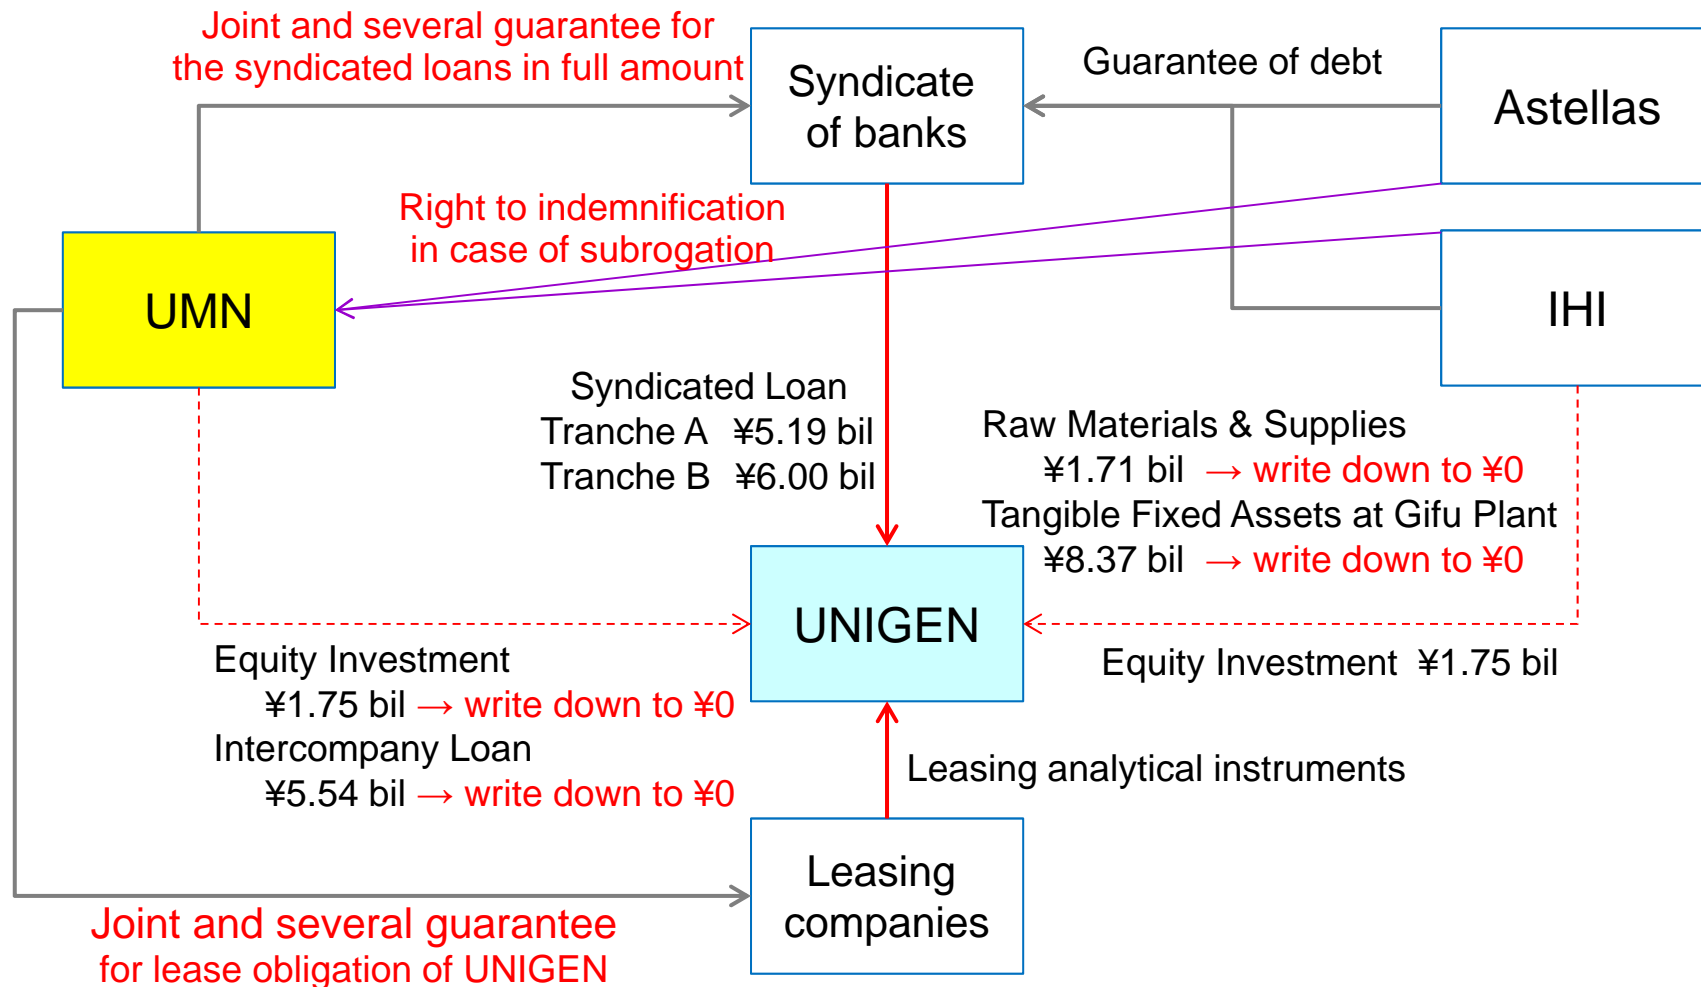 Joint and several guarantee for
the syndicated loans in full amount
Syndicate
of banks
Guarantee of debt
Astellas
Right to indemnification
in case of subrogation
UMN
IHI
Syndicated Loan
Tranche A ¥5.19 bil
Tranche B ¥6.00 bil
Raw Materials & Supplies
¥1.71 bil → write down to ¥0
Tangible Fixed Assets at Gifu Plant
¥8.37 bil → write down to ¥0
UNIGEN
Equity Investment
¥1.75 bil → write down to ¥0
Intercompany Loan
¥5.54 bil → write down to ¥0
Equity Investment ¥1.75 bil
Leasing analytical instruments
Leasing
companies
Joint and several guarantee
for lease obligation of UNIGEN